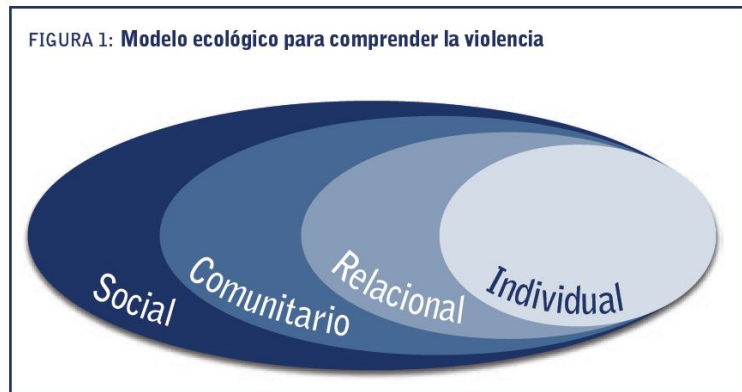 FIGURA 1: Modelo ecológico para comprender la violencia
Social
Comunitario
Relacional
Individual